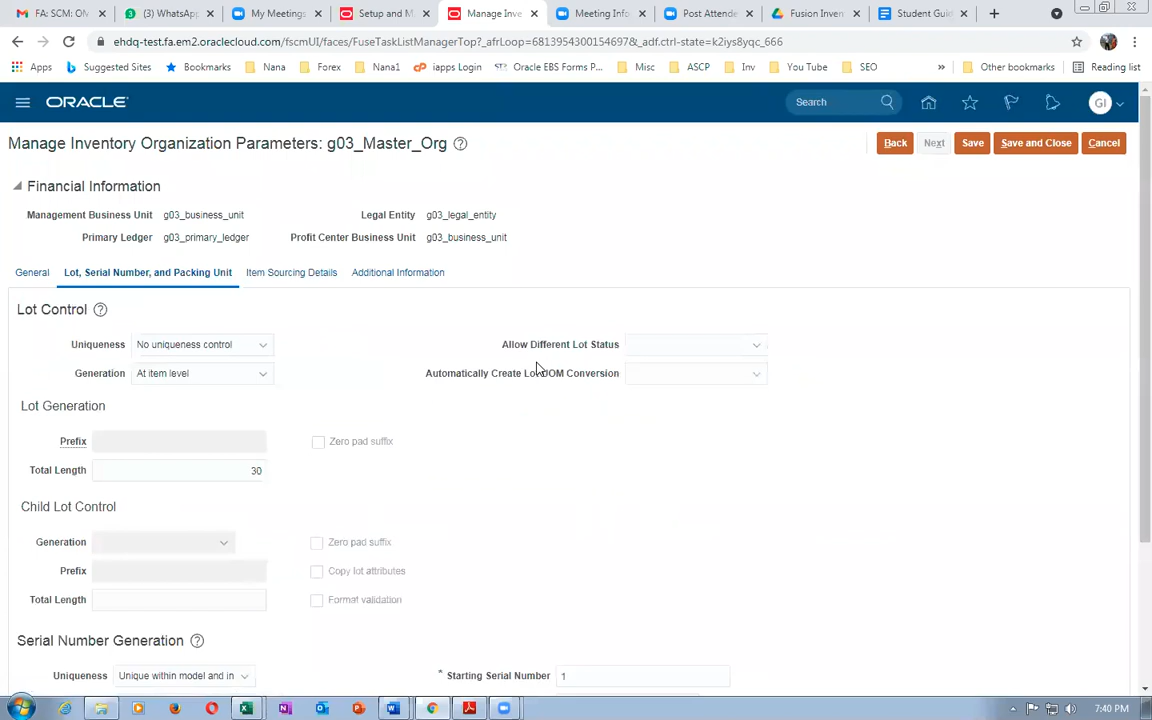 FA: SCM: OM
(3) WhatsApp
My Meetings
Setup and M
Manage Inve
Meeting Info
Post Attende
Fusion Inven
Student Guid
ehdq-test.fa.em2.oraclecloud.com/fscmUI/faces/FuseTaskListManagerTop?_afrLoop=6813954300154697&_adf.ctrl-state=k2iys8yqc_666
Apps Suggested Sites Bookmarks Nana Forex Nana1 iapps Login Oracle EBS Forms P... Misc ASCP Inv You Tube SEO » Other bookmarks Reading list
ORACLE Search GI
Manage Inventory Organization Parameters: g03_Master_Org Back Next Save Save and Close Cancel
Financial Information
Management Business Unit g03_business_unit Legal Entity g03_legal_entity
Primary Ledger g03_primary_ledger Profit Center Business Unit g03_business_unit
General Lot, Serial Number, and Packing Unit Item Sourcing Details Additional Information
Lot Control
Uniqueness No uniqueness control Allow Different Lot Status
Generation At item level Automatically Create Lot UOM Conversion
Lot Generation
Prefix Zero pad suffix
Total Length 30
Child Lot Control
Generation Zero pad suffix
Prefix Copy lot attributes
Total Length Format validation
Serial Number Generation
Uniqueness Unique within model and in * Starting Serial Number 1
7:40 PM